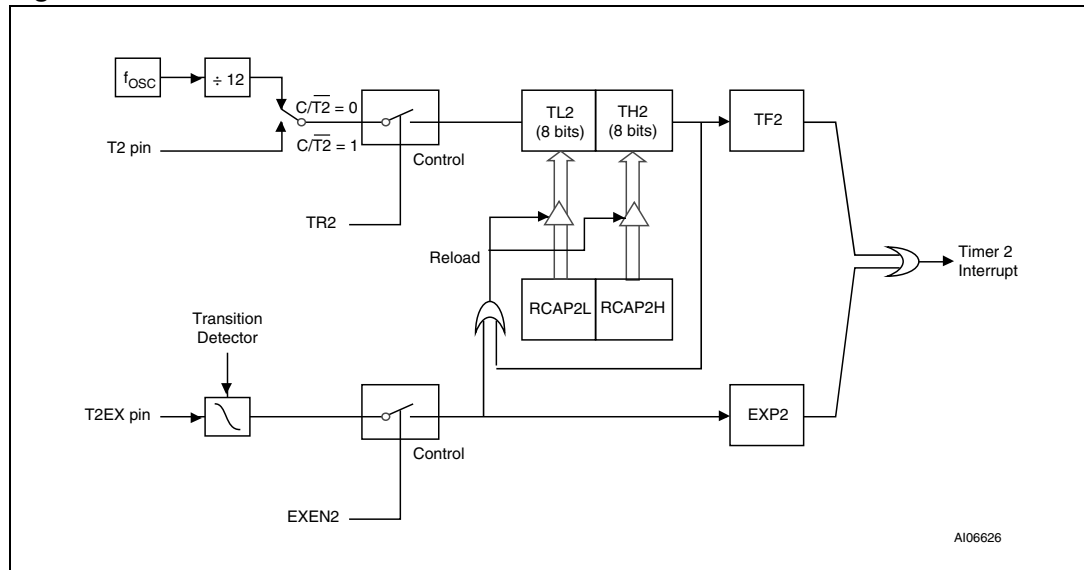 fOSC
÷ 12
C/T2 = 0
C/T2 = 1
T2 pin
Control
TR2
TL2
(8 bits)
TH2
(8 bits)
TF2
Reload
RCAP2L
RCAP2H
Timer 2
Interrupt
Transition
Detector
T2EX pin
Control
EXEN2
EXP2
AI06626